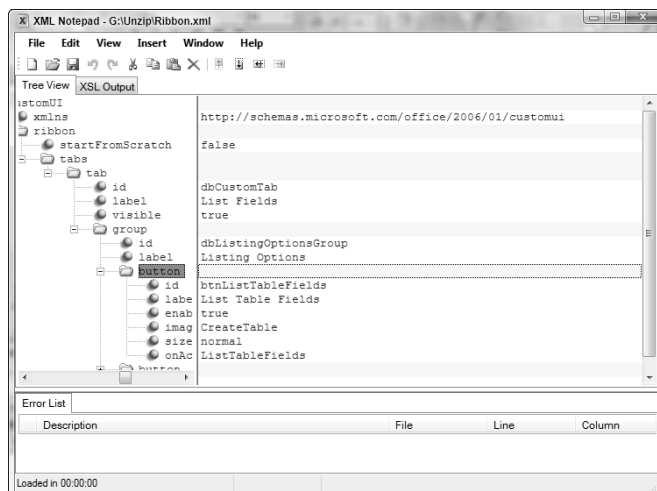 XML Notepad - G:\Unzip\Ribbon.xml
File Edit View Insert Window Help
Tree View XSL Output
stomUI
xmlns http://schemas.microsoft.com/office/2006/01/customui
ribbon
startFromScratch false
tabs
tab
id dbCustomTab
label List Fields
visible true
group
id dbListingOptionsGroup
label Listing Options
button
id btnListTableFields
labe List Table Fields
enab true
imag CreateTable
size normal
onAc ListTableFields
button
Error List
Description File Line Column
Loaded in 00:00:00